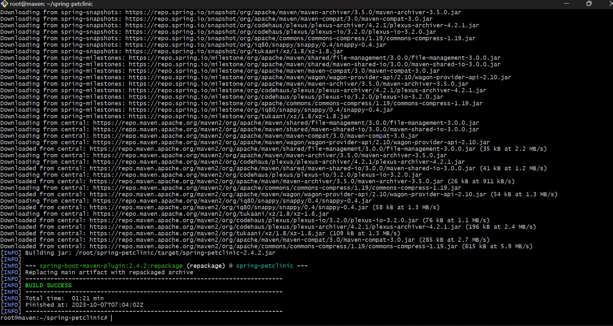 root@maven: ~/spring-petclinic
Downloading from spring-snapshots: https://repo.spring.io/snapshot/org/apache/maven/maven-archiver/3.5.0/maven-archiver-3.5.0.jar
Downloading from spring-snapshots: https://repo.spring.io/snapshot/org/apache/maven/maven-compat/3.0/maven-compat-3.0.jar
Downloading from spring-snapshots: https://repo.spring.io/snapshot/org/codehaus/plexus/plexus-archiver/4.2.1/plexus-archiver-4.2.1.jar
Downloading from spring-snapshots: https://repo.spring.io/snapshot/org/codehaus/plexus/plexus-io/3.2.0/plexus-io-3.2.0.jar
Downloading from spring-snapshots: https://repo.spring.io/snapshot/org/apache/commons/commons-compress/1.19/commons-compress-1.19.jar
Downloading from spring-snapshots: https://repo.spring.io/snapshot/org/iq80/snappy/snappy/0.4/snappy-0.4.jar
Downloading from spring-snapshots: https://repo.spring.io/snapshot/org/tukaani/xz/1.8/xz-1.8.jar
Downloading from spring-milestones: https://repo.spring.io/milestone/org/apache/maven/shared/file-management/3.0.0/file-management-3.0.0.jar
Downloading from spring-milestones: https://repo.spring.io/milestone/org/apache/maven/shared/maven-shared-io/3.0.0/maven-shared-io-3.0.0.jar
Downloading from spring-milestones: https://repo.spring.io/milestone/org/apache/maven/maven-compat/3.0/maven-compat-3.0.jar
Downloading from spring-milestones: https://repo.spring.io/milestone/org/apache/maven/wagon/wagon-provider-api/2.10/wagon-provider-api-2.10.jar
Downloading from spring-milestones: https://repo.spring.io/milestone/org/apache/maven/maven-archiver/3.5.0/maven-archiver-3.5.0.jar
Downloading from spring-milestones: https://repo.spring.io/milestone/org/codehaus/plexus/plexus-archiver/4.2.1/plexus-archiver-4.2.1.jar
Downloading from spring-milestones: https://repo.spring.io/milestone/org/codehaus/plexus/plexus-io/3.2.0/plexus-io-3.2.0.jar
Downloading from spring-milestones: https://repo.spring.io/milestone/org/apache/commons/commons-compress/1.19/commons-compress-1.19.jar
Downloading from spring-milestones: https://repo.spring.io/milestone/org/iq80/snappy/snappy/0.4/snappy-0.4.jar
Downloading from spring-milestones: https://repo.spring.io/milestone/org/tukaani/xz/1.8/xz-1.8.jar
Downloading from central: https://repo.maven.apache.org/maven2/org/apache/maven/shared/file-management/3.0.0/file-management-3.0.0.jar
Downloading from central: https://repo.maven.apache.org/maven2/org/apache/maven/shared/maven-shared-io/3.0.0/maven-shared-io-3.0.0.jar
Downloading from central: https://repo.maven.apache.org/maven2/org/apache/maven/maven-compat/3.0/maven-compat-3.0.jar
Downloading from central: https://repo.maven.apache.org/maven2/org/apache/maven/wagon/wagon-provider-api/2.10/wagon-provider-api-2.10.jar
Downloaded from central: https://repo.maven.apache.org/maven2/org/apache/maven/shared/file-management/3.0.0/file-management-3.0.0.jar (35 kB at 2.2 MB/s)
Downloading from central: https://repo.maven.apache.org/maven2/org/apache/maven/maven-archiver/3.5.0/maven-archiver-3.5.0.jar
Downloading from central: https://repo.maven.apache.org/maven2/org/codehaus/plexus/plexus-archiver/4.2.1/plexus-archiver-4.2.1.jar
Downloaded from central: https://repo.maven.apache.org/maven2/org/apache/maven/shared/maven-shared-io/3.0.0/maven-shared-io-3.0.0.jar (41 kB at 1.2 MB/s)
Downloading from central: https://repo.maven.apache.org/maven2/org/codehaus/plexus/plexus-io/3.2.0/plexus-io-3.2.0.jar
Downloaded from central: https://repo.maven.apache.org/maven2/org/apache/maven/maven-archiver/3.5.0/maven-archiver-3.5.0.jar (26 kB at 911 kB/s)
Downloading from central: https://repo.maven.apache.org/maven2/org/apache/commons/commons-compress/1.19/commons-compress-1.19.jar
Downloaded from central: https://repo.maven.apache.org/maven2/org/apache/maven/wagon/wagon-provider-api/2.10/wagon-provider-api-2.10.jar (54 kB at 1.3 MB/s)
Downloading from central: https://repo.maven.apache.org/maven2/org/iq80/snappy/snappy/0.4/snappy-0.4.jar
Downloaded from central: https://repo.maven.apache.org/maven2/org/iq80/snappy/snappy/0.4/snappy-0.4.jar (58 kB at 1.3 MB/s)
Downloading from central: https://repo.maven.apache.org/maven2/org/tukaani/xz/1.8/xz-1.8.jar
Downloaded from central: https://repo.maven.apache.org/maven2/org/codehaus/plexus/plexus-io/3.2.0/plexus-io-3.2.0.jar (76 kB at 1.1 MB/s)
Downloaded from central: https://repo.maven.apache.org/maven2/org/codehaus/plexus/plexus-archiver/4.2.1/plexus-archiver-4.2.1.jar (196 kB at 2.4 MB/s)
Downloaded from central: https://repo.maven.apache.org/maven2/org/tukaani/xz/1.8/xz-1.8.jar (109 kB at 1.3 MB/s)
Downloaded from central: https://repo.maven.apache.org/maven2/org/apache/maven/maven-compat/3.0/maven-compat-3.0.jar (285 kB at 2.7 MB/s)
Downloaded from central: https://repo.maven.apache.org/maven2/org/apache/commons/commons-compress/1.19/commons-compress-1.19.jar (615 kB at 5.9 MB/s)
[INFO] Building jar: /root/spring-petclinic/target/spring-petclinic-2.4.2.jar
[INFO]
[INFO] --- spring-boot-maven-plugin:2.4.2:repackage (repackage) @ spring-petclinic ---
[INFO] Replacing main artifact with repackaged archive
[INFO] ------------------------------------------------------------------------
[INFO] BUILD SUCCESS
[INFO] ------------------------------------------------------------------------
[INFO] Total time:  01:21 min
[INFO] Finished at: 2023-10-07T07:04:02Z
[INFO] ------------------------------------------------------------------------
root@maven:~/spring-petclinic#